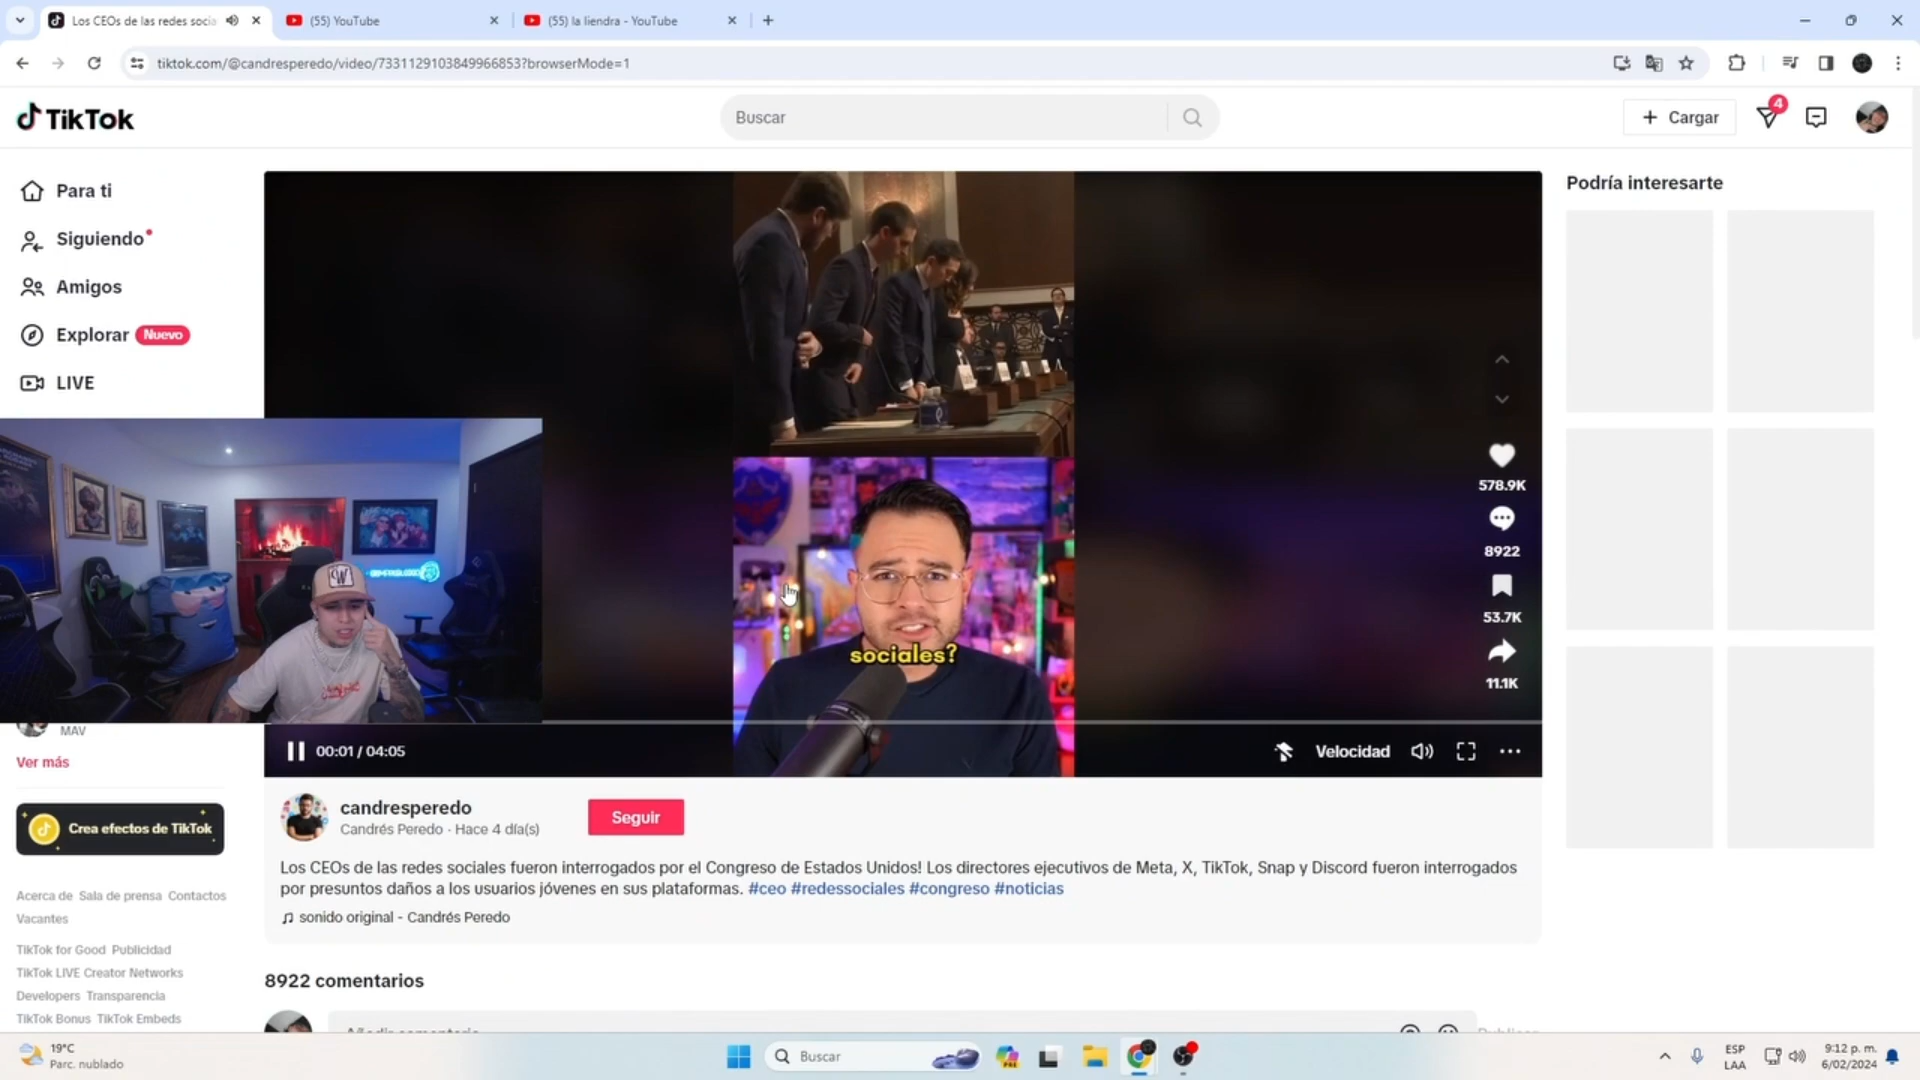 Los CEOs de las redes socia
(55) YouTube
(55) la liendra - YouTube
tiktok.com/@candresperedo/video/7331129103849966853?browserMode=1
TikTok
Buscar
Cargar
4
Para ti
Siguiendo
Amigos
Explorar Nuevo
LIVE
MAV
Ver más
Crea efectos de TikTok
Acerca de Sala de prensa Contactos
Vacantes
TikTok for Good Publicidad
TikTok LIVE Creator Networks
Developers Transparencia
TikTok Bonus TikTok Embeds
sociales?
578.9K
8922
53.7K
11.1K
00:01 / 04:05
Velocidad
candresperedo
Candrés Peredo · Hace 4 día(s)
Seguir
Los CEOs de las redes sociales fueron interrogados por el Congreso de Estados Unidos! Los directores ejecutivos de Meta, X, TikTok, Snap y Discord fueron interrogados
por presuntos daños a los usuarios jóvenes en sus plataformas. #ceo #redessociales #congreso #noticias
sonido original - Candrés Peredo
8922 comentarios
Añadir comentario...
Podría interesarte
19°C
Parc. nublado
Buscar
PRE
ESP
LAA
9:12 p. m.
6/02/2024